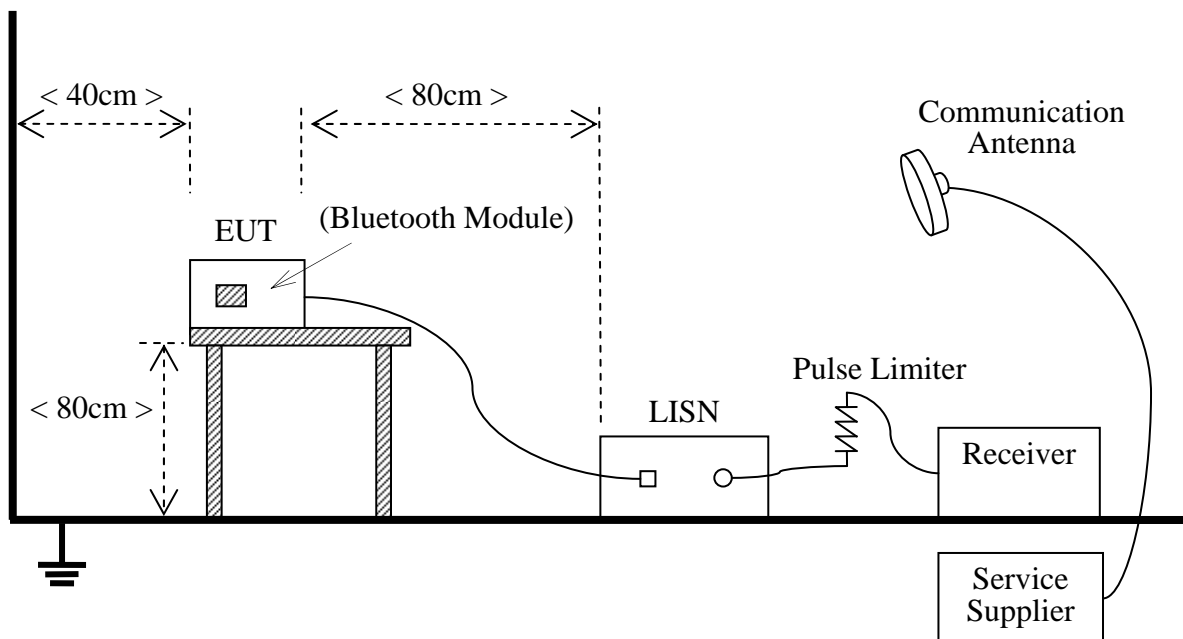 < 40cm >
< 80cm >
Communication
Antenna
EUT
(Bluetooth Module)
< 80cm >
Pulse Limiter
LISN
Receiver
Service
Supplier